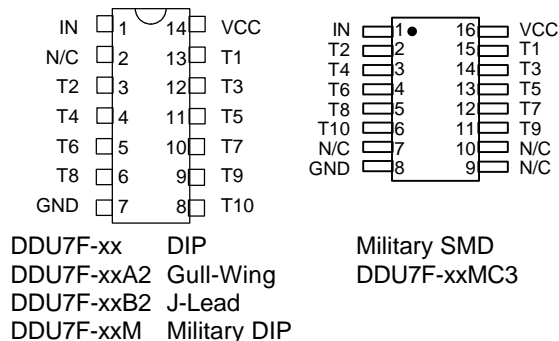 IN 1 14 VCC
N/C 2 13 T1
T2 3 12 T3
T4 4 11 T5
T6 5 10 T7
T8 6 9 T9
GND 7 8 T10
IN 1 16 VCC
T2 2 15 T1
T4 3 14 T3
T6 4 13 T5
T8 5 12 T7
T10 6 11 T9
N/C 7 10 N/C
GND 8 9 N/C
DDU7F-xx DIP
DDU7F-xxA2 Gull-Wing
DDU7F-xxB2 J-Lead
DDU7F-xxM Military DIP
Military SMD
DDU7F-xxMC3